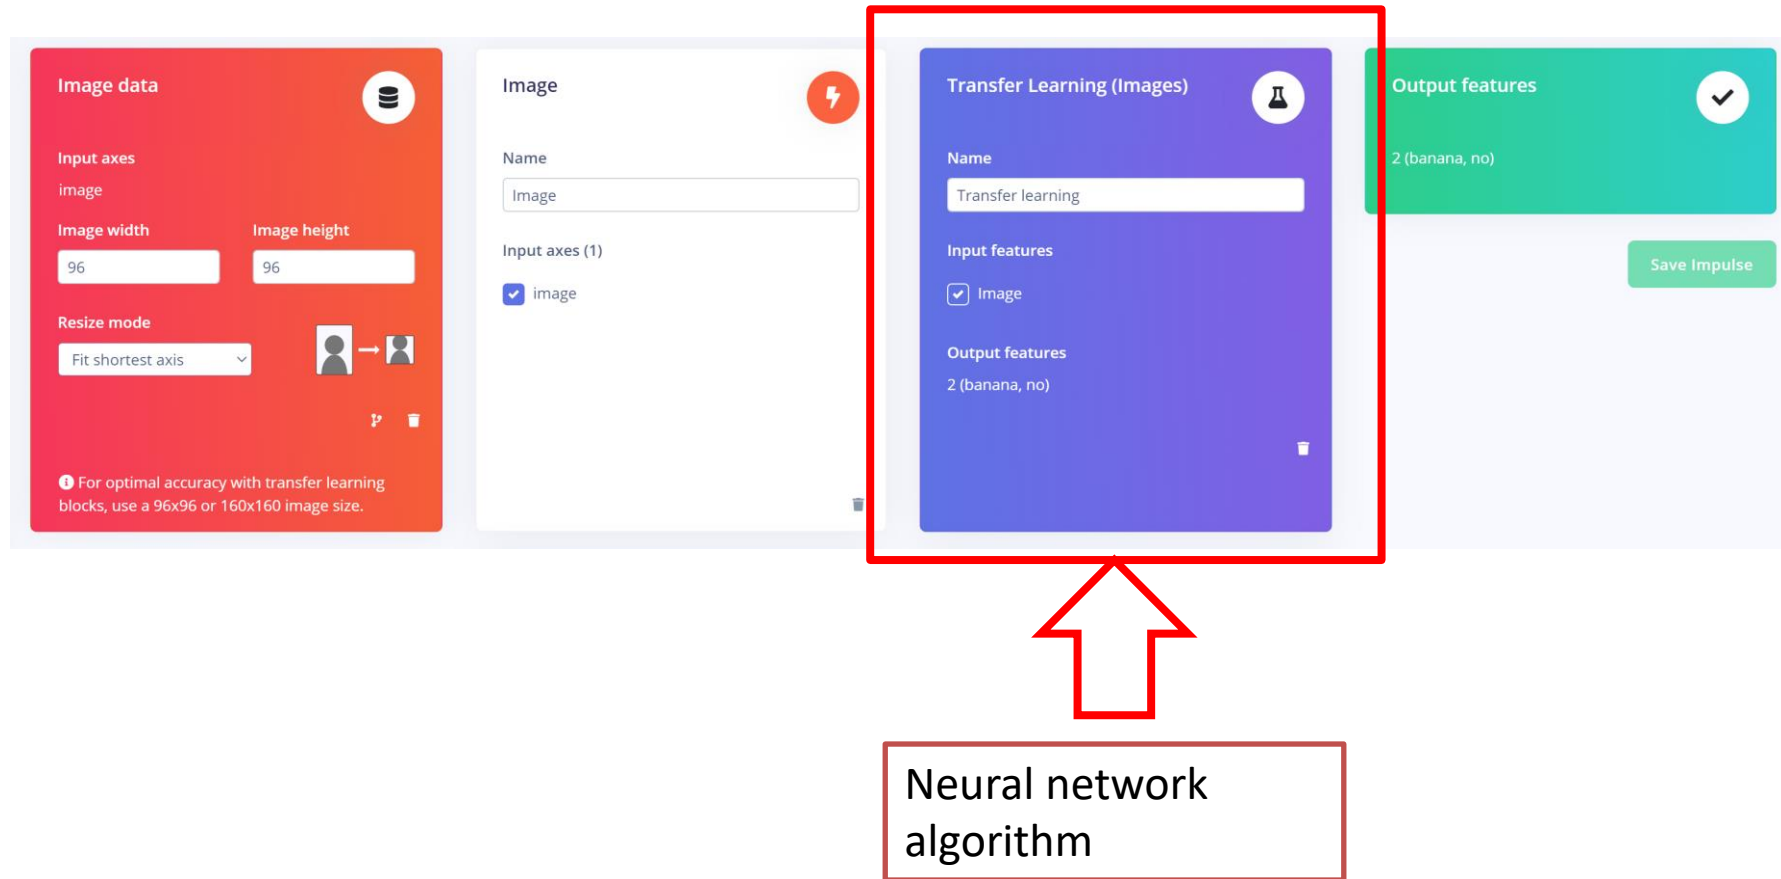 Image data
Input axes
image
Image width Image height
96 96
Resize mode
Fit shortest axis
For optimal accuracy with transfer learning
blocks, use a 96x96 or 160x160 image size.
Image
Name
Image
Input axes (1)
image
Transfer Learning (Images)
Name
Transfer learning
Input features
Image
Output features
2 (banana, no)
Output features
2 (banana, no)
Save Impulse
Neural network
algorithm